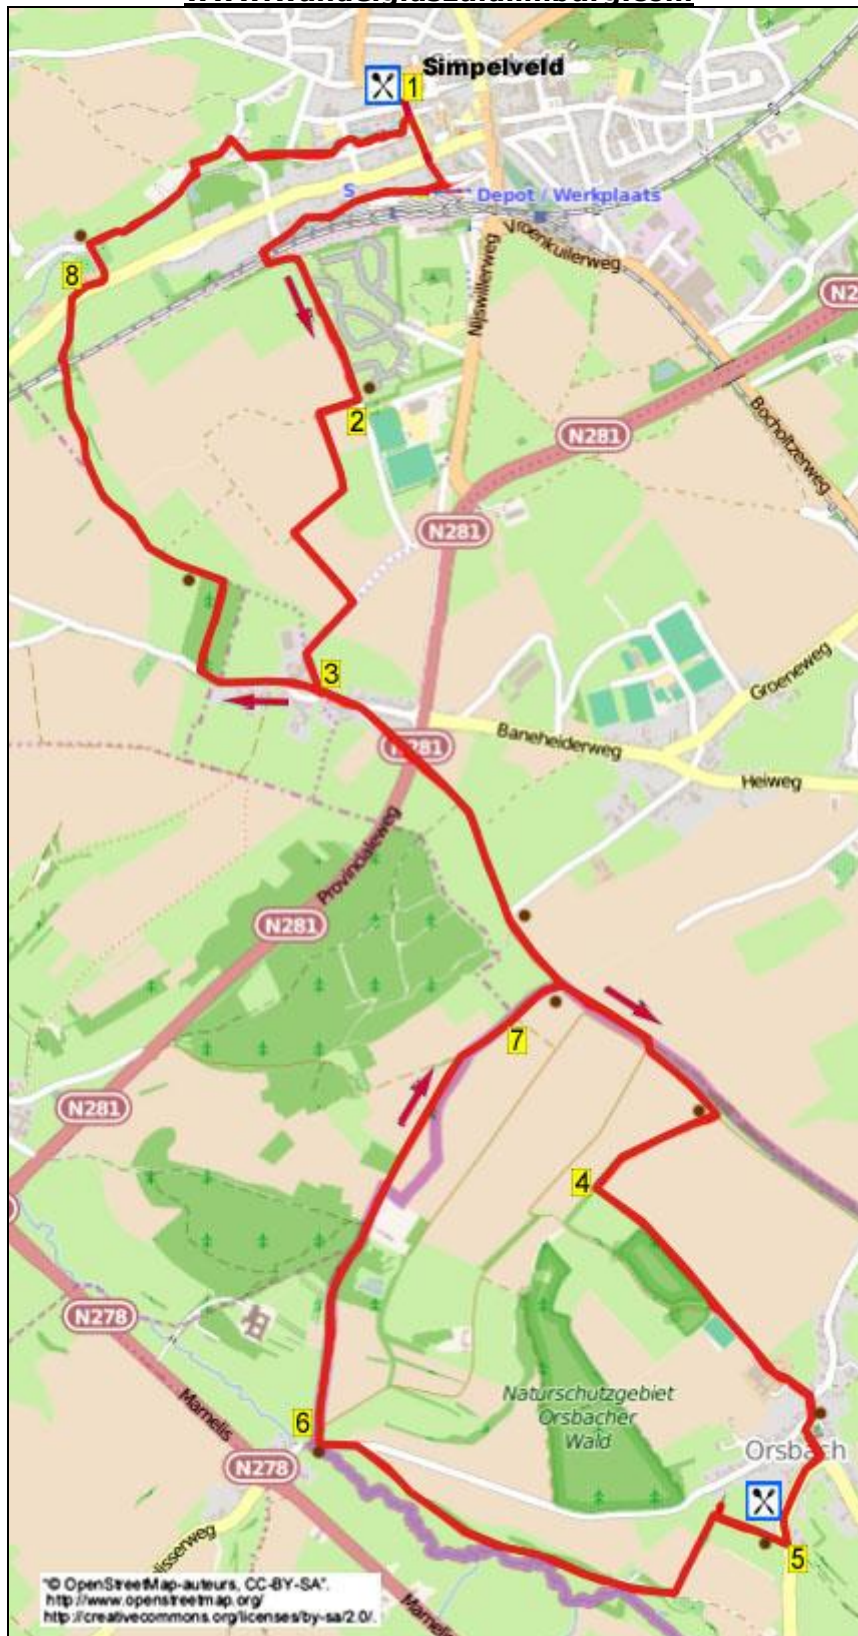 Simpelveld
1
S
Depot / Werkplaats
8
Vroenkuilerweg
Nijswillerweg
2
N281
Bocholtzerweg
N281
3
Groeneweg
Baneheiderweg
N281
Heiweg
Provincialeweg
N281
7
N281
4
N278
Naturschutzgebiet
Orsbacher
Wald
Mamelis
6
Orsbach
N278
5
"© OpenStreetMap-auteurs, CC-BY-SA".
http://www.openstreetmap.org/
http://creativecommons.org/licenses/by-sa/2.0/.
Mamelis